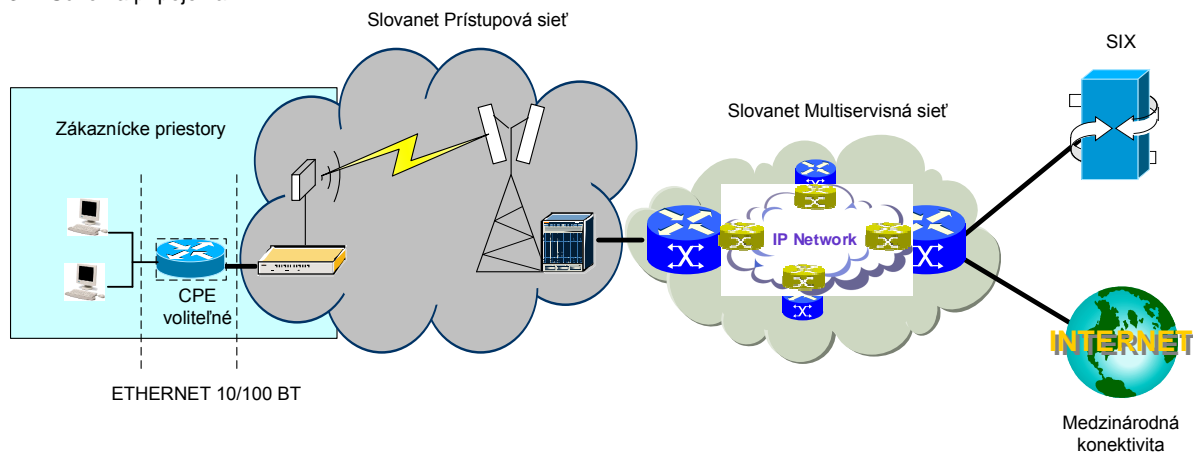 Slovanet Prístupová sieť
SIX
Slovanet Multiservisná sieť
Zákaznícke priestory
IP Network
CPE
voliteľné
INTERNET
ETHERNET 10/100 BT
Medzinárodná
konektivita